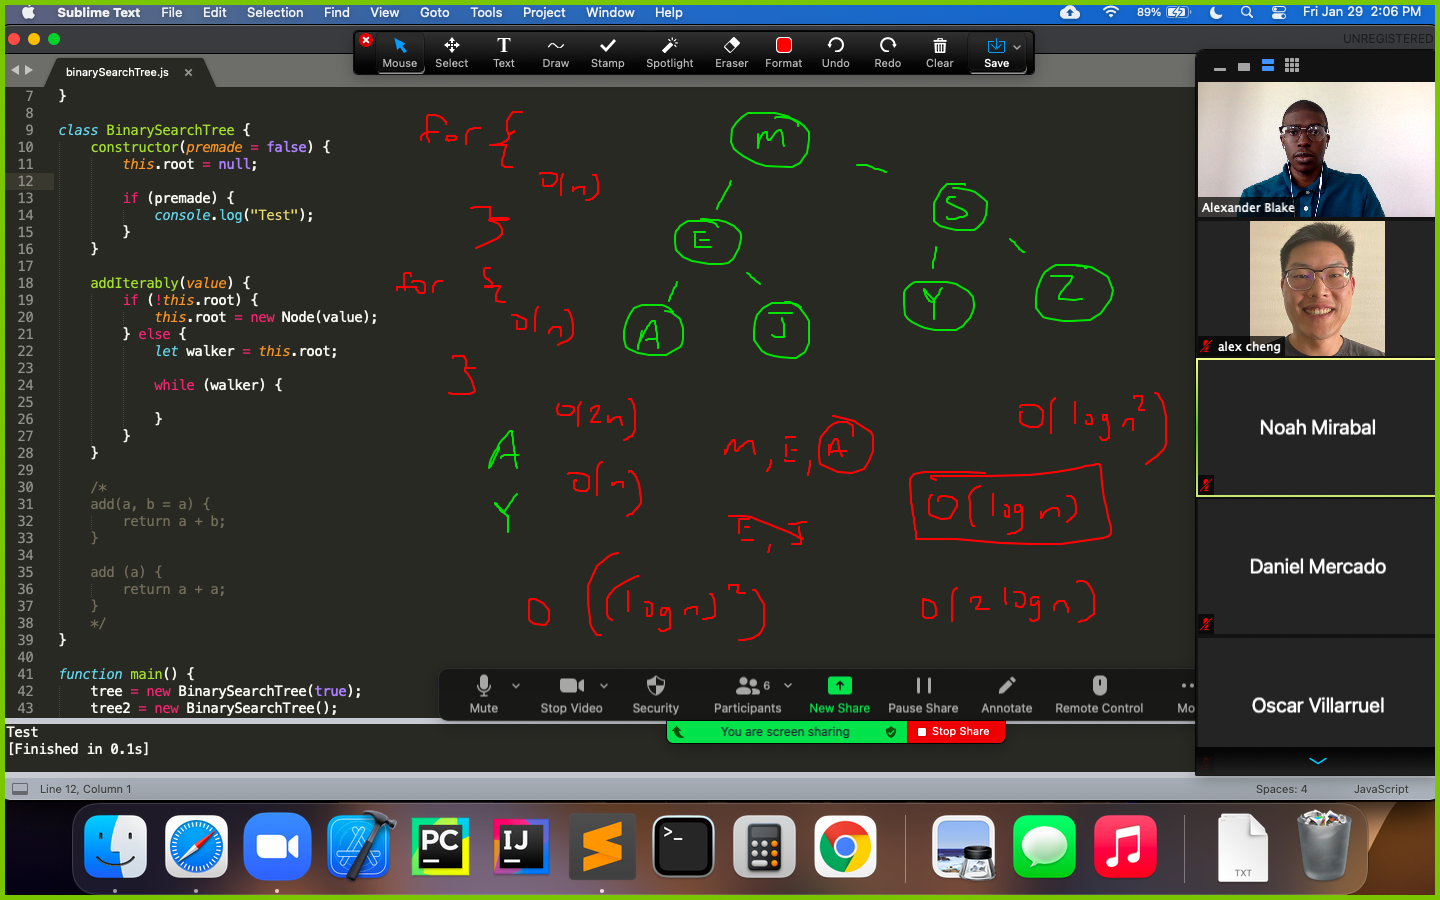 Sublime Text File Edit Selection Find View Goto Tools Project Window Help 89% Fri Jan 29 2:06 PM
UNREGISTERED
Mouse Select Text Draw Stamp Spotlight Eraser Format Undo Redo Clear Save
binarySearchTree.js
7 }
8
9 class BinarySearchTree {
10 constructor(premade = false) {
11 this.root = null;
12
13 if (premade) {
14 console.log("Test");
15 }
16 }
17
18 addIterably(value) {
19 if (!this.root) {
20 this.root = new Node(value);
21 } else {
22 let walker = this.root;
23
24 while (walker) {
25
26 }
27 }
28 }
29
30 /*
31 add(a, b = a) {
32 return a + b;
33 }
34
35 add (a) {
36 return a + a;
37 }
38 */
39 }
40
41 function main() {
42 tree = new BinarySearchTree(true);
43 tree2 = new BinarySearchTree();
for {
O(n)
}
for {
O(n)
}
O(2n)
O(n)
A
Y
M
E
S
A
J
Y
Z
M, E, A
E, J
O(log n²)
O(log n)
O((log n)²)
O(2 log n)
Alexander Blake
alex cheng
Noah Mirabal
Daniel Mercado
Oscar Villarruel
Mute Stop Video Security Participants 6 New Share Pause Share Annotate Remote Control Mo
You are screen sharing Stop Share
Test
[Finished in 0.1s]
Line 12, Column 1 Spaces: 4 JavaScript
PC IJ >_ TXT